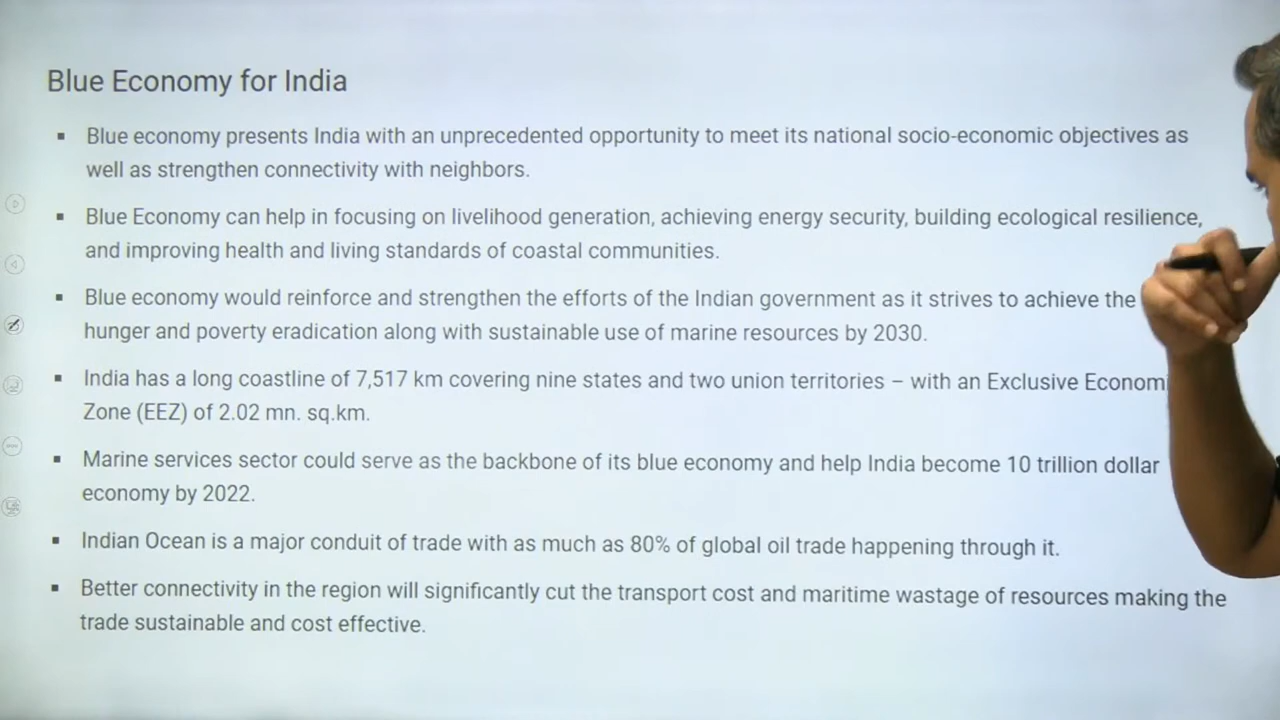 Blue Economy for India
▪ Blue economy presents India with an unprecedented opportunity to meet its national socio-economic objectives as
well as strengthen connectivity with neighbors.
▪ Blue Economy can help in focusing on livelihood generation, achieving energy security, building ecological resilience,
and improving health and living standards of coastal communities.
▪ Blue economy would reinforce and strengthen the efforts of the Indian government as it strives to achieve the
hunger and poverty eradication along with sustainable use of marine resources by 2030.
▪ India has a long coastline of 7,517 km covering nine states and two union territories – with an Exclusive
Zone (EEZ) of 2.02 mn. sq.km.
▪ Marine services sector could serve as the backbone of its blue economy and help India become 10 trillion dollar
economy by 2022.
▪ Indian Ocean is a major conduit of trade with as much as 80% of global oil trade happening through it.
▪ Better connectivity in the region will significantly cut the transport cost and maritime wastage of resources making the
trade sustainable and cost effective.